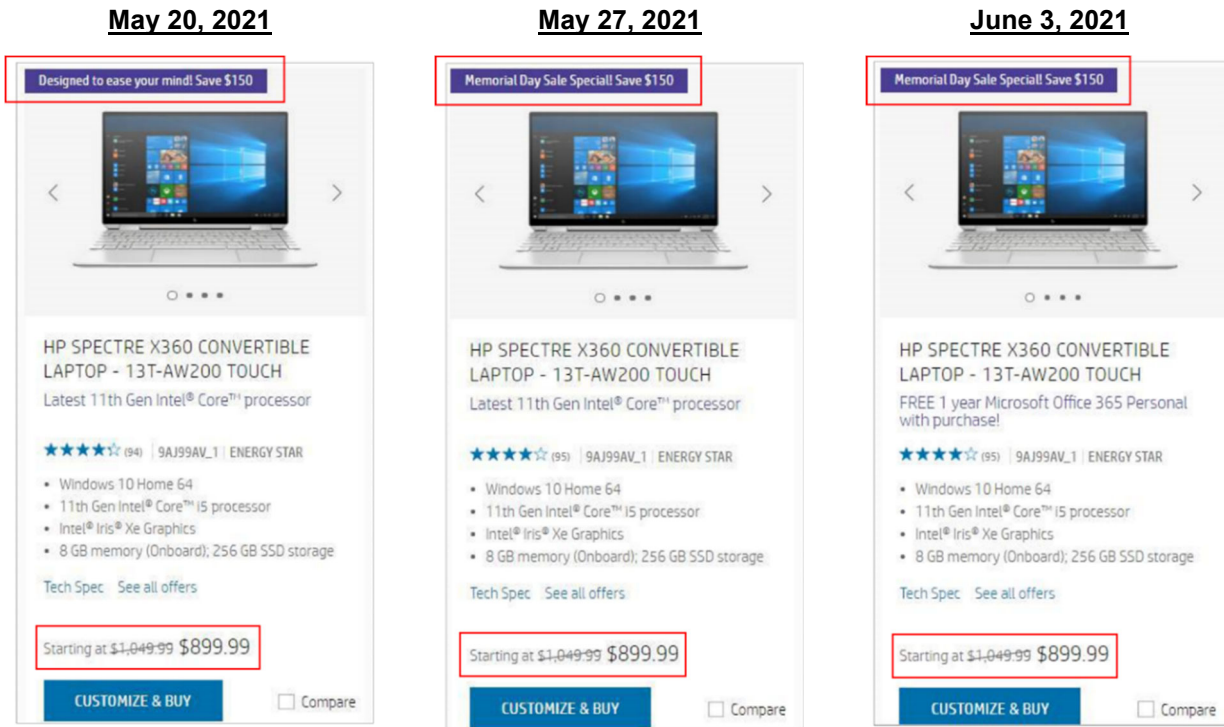 May 20, 2021
Designed to ease your mind! Save $150
HP SPECTRE X360 CONVERTIBLE
LAPTOP - 13T-AW200 TOUCH
Latest 11th Gen Intel® Core™ processor
★★★★☆ (94) | 9AJ99AV_1 | ENERGY STAR
• Windows 10 Home 64
• 11th Gen Intel® Core™ i5 processor
• Intel® Iris® Xe Graphics
• 8 GB memory (Onboard); 256 GB SSD storage
Tech Spec See all offers
Starting at $1,049.99 $899.99
CUSTOMIZE & BUY Compare
May 27, 2021
Memorial Day Sale Special! Save $150
HP SPECTRE X360 CONVERTIBLE
LAPTOP - 13T-AW200 TOUCH
Latest 11th Gen Intel® Core™ processor
★★★★☆ (95) | 9AJ99AV_1 | ENERGY STAR
• Windows 10 Home 64
• 11th Gen Intel® Core™ i5 processor
• Intel® Iris® Xe Graphics
• 8 GB memory (Onboard); 256 GB SSD storage
Tech Spec See all offers
Starting at $1,049.99 $899.99
CUSTOMIZE & BUY Compare
June 3, 2021
Memorial Day Sale Special! Save $150
HP SPECTRE X360 CONVERTIBLE
LAPTOP - 13T-AW200 TOUCH
FREE 1 year Microsoft Office 365 Personal
with purchase!
★★★★☆ (95) | 9AJ99AV_1 | ENERGY STAR
• Windows 10 Home 64
• 11th Gen Intel® Core™ i5 processor
• Intel® Iris® Xe Graphics
• 8 GB memory (Onboard); 256 GB SSD storage
Tech Spec See all offers
Starting at $1,049.99 $899.99
CUSTOMIZE & BUY Compare